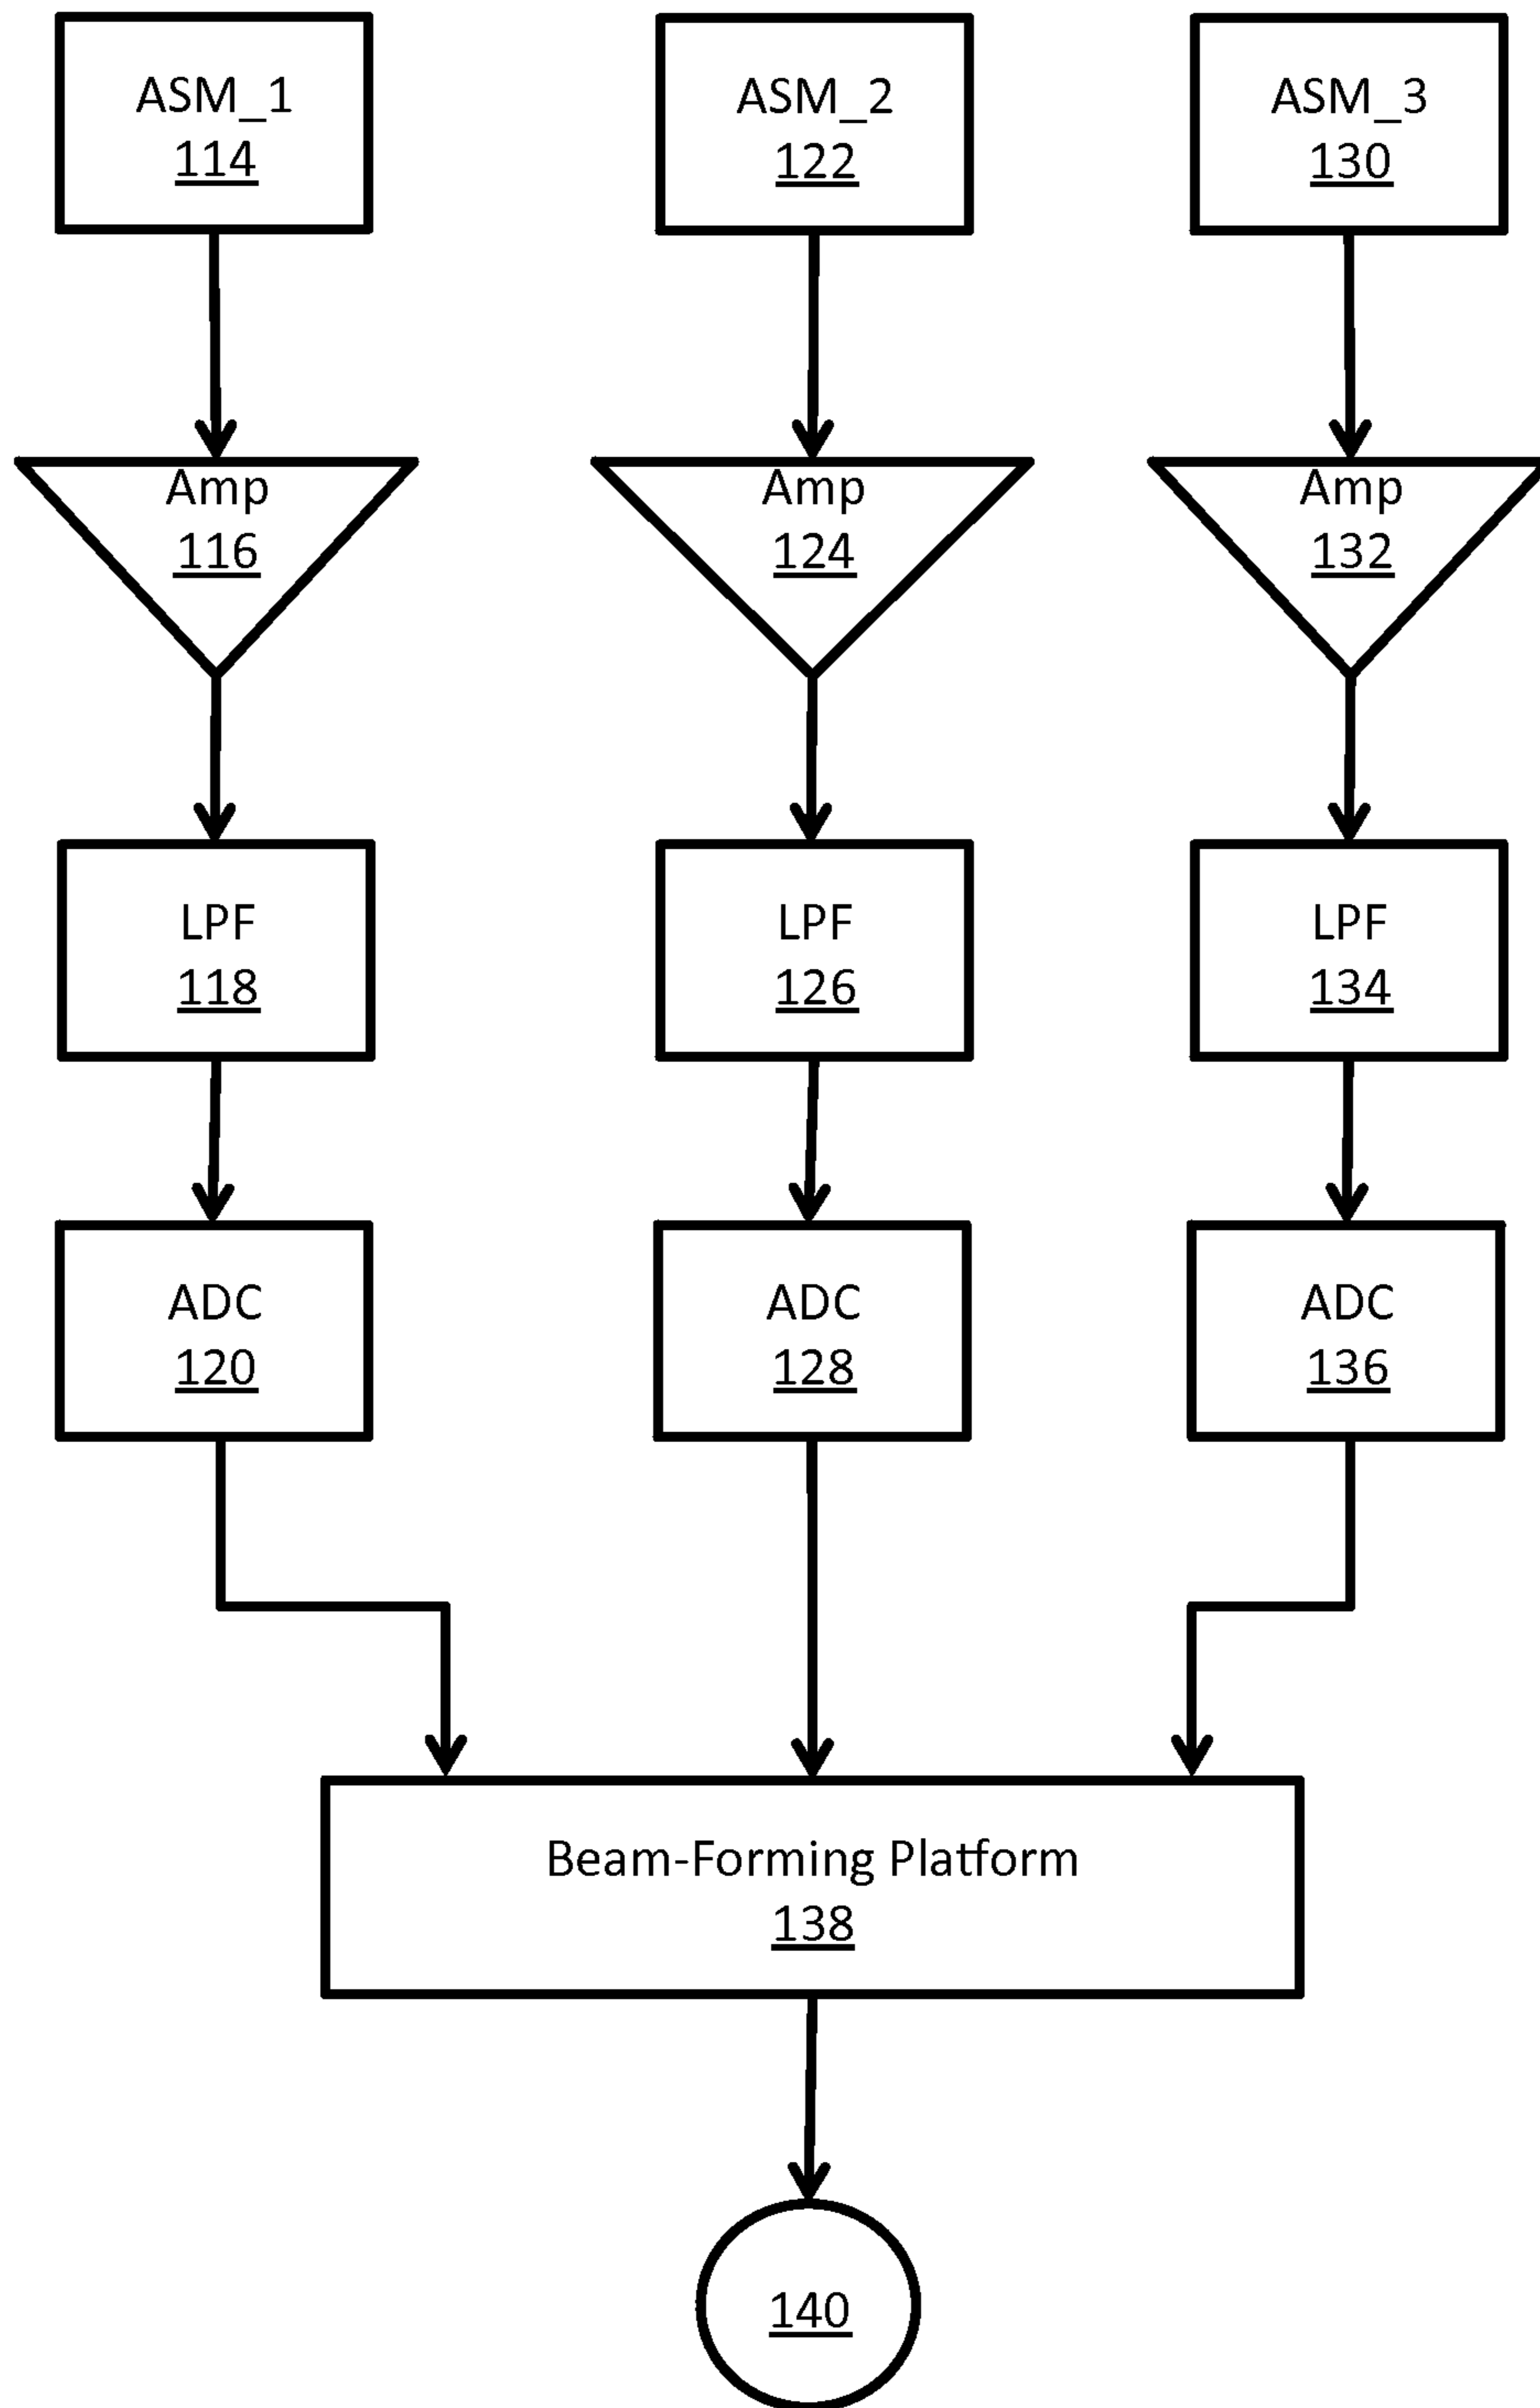 ASM_1
114
ASM_2
122
ASM_3
130
Amp
116
Amp
124
Amp
132
LPF
118
LPF
126
LPF
134
ADC
120
ADC
128
ADC
136
Beam-Forming Platform
138
140